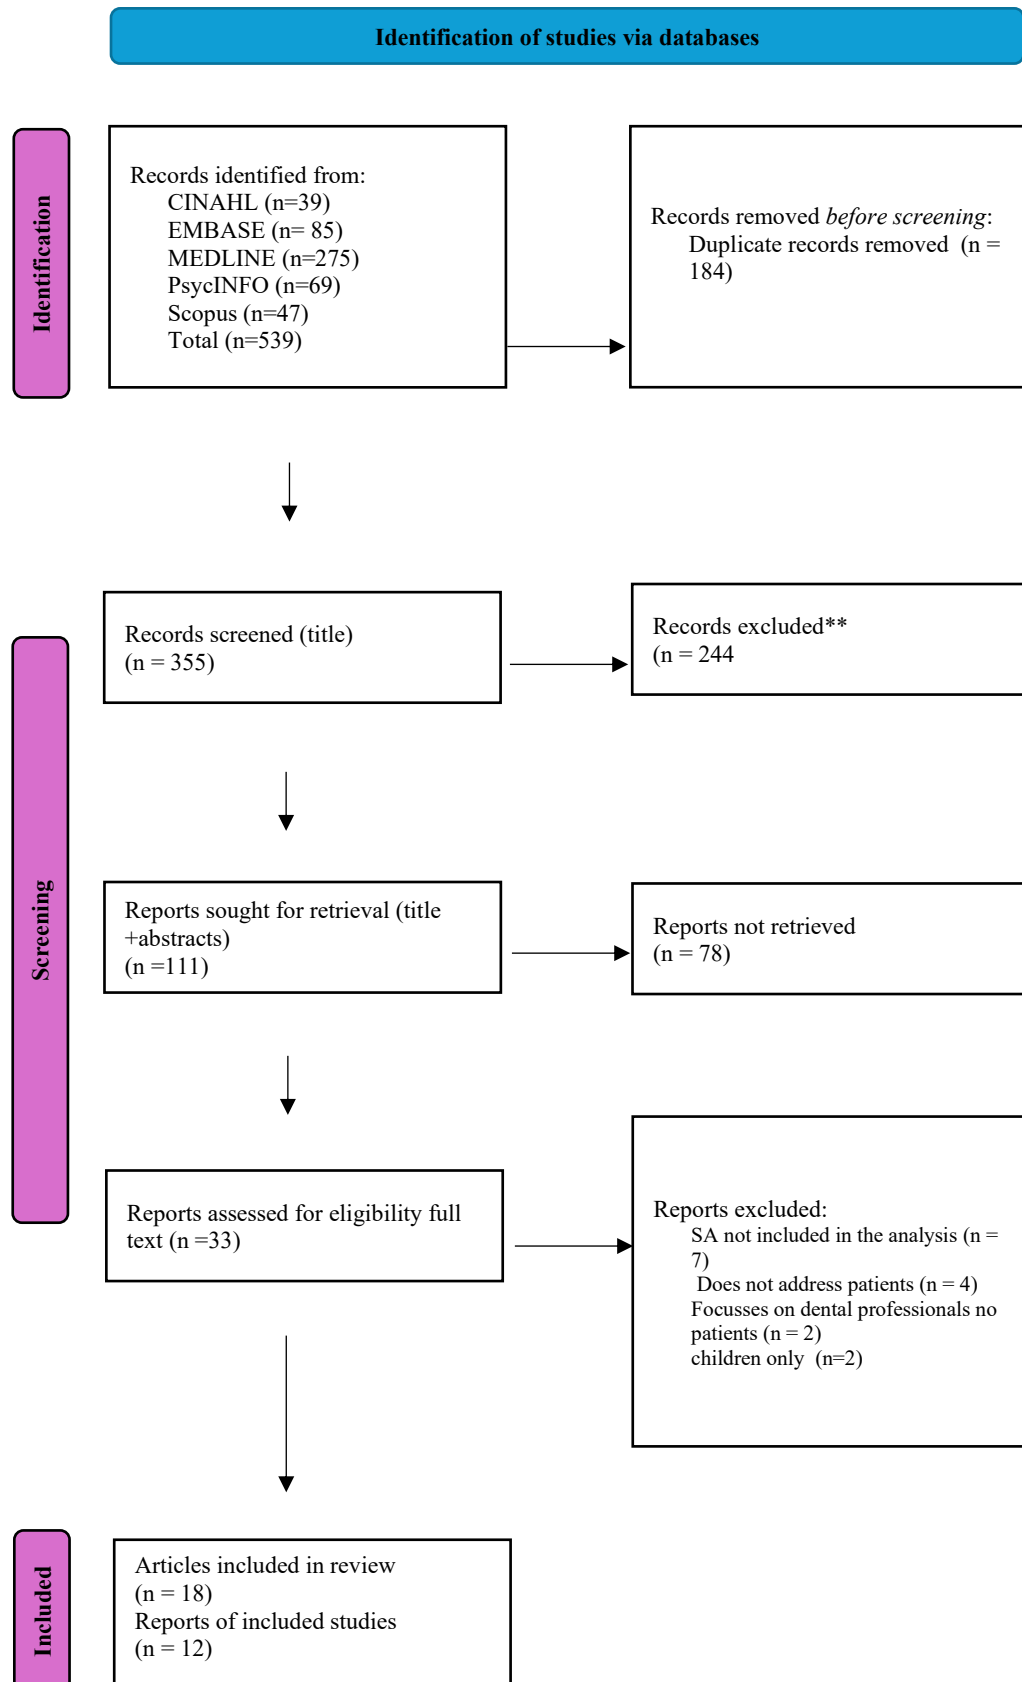 Identification of studies via databases
Identification
Records identified from:
CINAHL (n=39)
EMBASE (n= 85)
MEDLINE (n=275)
PsycINFO (n=69)
Scopus (n=47)
Total (n=539)
Records removed before screening:
Duplicate records removed (n =
184)
Screening
Records screened (title)
(n = 355)
Records excluded**
(n = 244
Reports sought for retrieval (title
+abstracts)
(n =111)
Reports not retrieved
(n = 78)
Reports assessed for eligibility full
text (n =33)
Reports excluded:
SA not included in the analysis (n =
7)
Does not address patients (n = 4)
Focusses on dental professionals no
patients (n = 2)
children only (n=2)
Included
Articles included in review
(n = 18)
Reports of included studies
(n = 12)